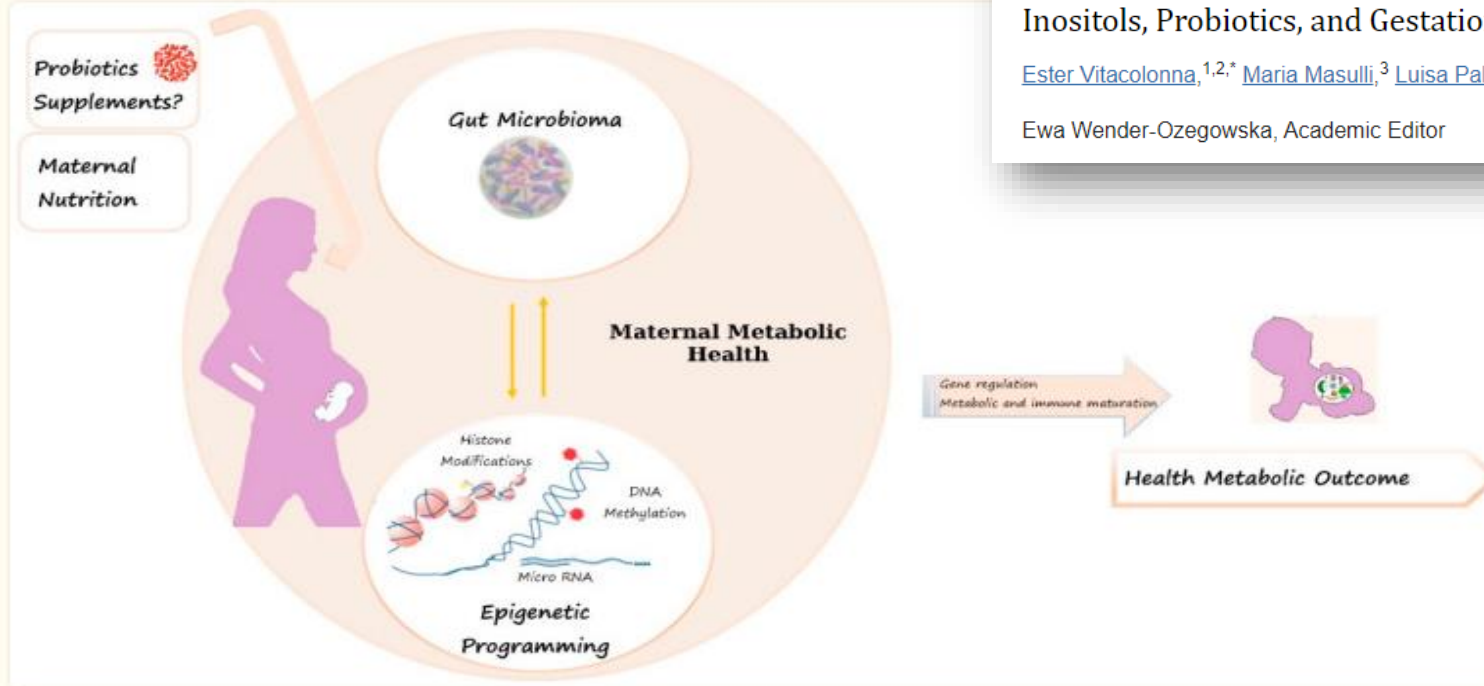 Inositols, Probiotics, and Gestatio
Ester Vitacolonna,1,2,* Maria Masulli,3 Luisa Pal
Ewa Wender-Ozegowska, Academic Editor
Probiotics
Supplements?
Maternal
Nutrition
Gut Microbioma
Maternal Metabolic
Health
Histone
Modifications
DNA
Methylation
Micro RNA
Epigenetic
Programming
Gene regulation
Metabolic and immune maturation
Health Metabolic Outcome